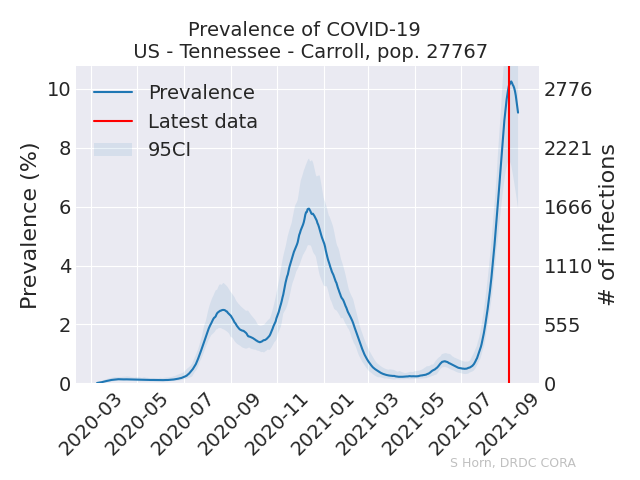 Prevalence of COVID-19
US - Tennessee - Carroll, pop. 27767
Prevalence
Latest data
95CI
Prevalence (%)
10
8
6
4
2
0
2776
2221
1666
1110
555
0
# of infections
2020-03
2020-05
2020-07
2020-09
2020-11
2021-01
2021-03
2021-05
2021-07
2021-09
S Horn, DRDC CORA